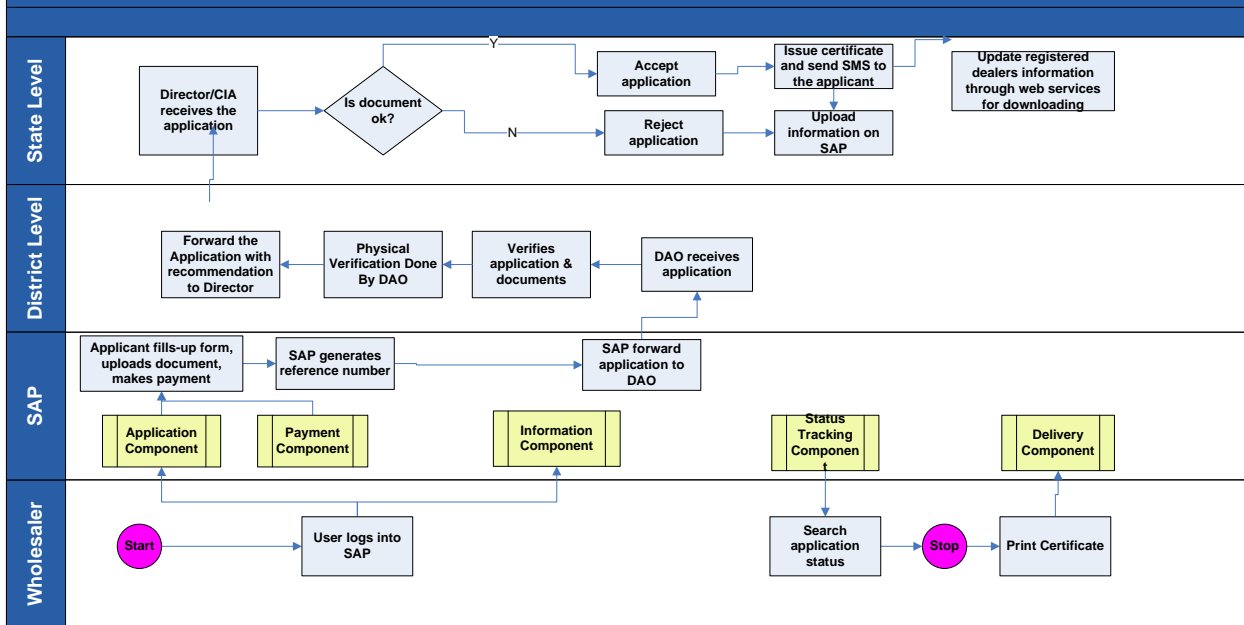 State Level
Y
Director/CIA
receives the
application
Is document
ok?
Accept
application
Issue certificate
and send SMS to
the applicant
Update registered
dealers information
through web services
for downloading
N
Reject
application
Upload
information on
SAP
District Level
Forward the
Application with
recommendation
to Director
Physical
Verification Done
By DAO
Verifies
application &
documents
DAO receives
application
SAP
Applicant fills-up form,
uploads document,
makes payment
SAP generates
reference number
SAP forward
application to
DAO
Application
Component
Payment
Component
Information
Component
Status
Tracking
Componen
Delivery
Component
Wholesaler
Start
User logs into
SAP
Search
application
status
Stop
Print Certificate